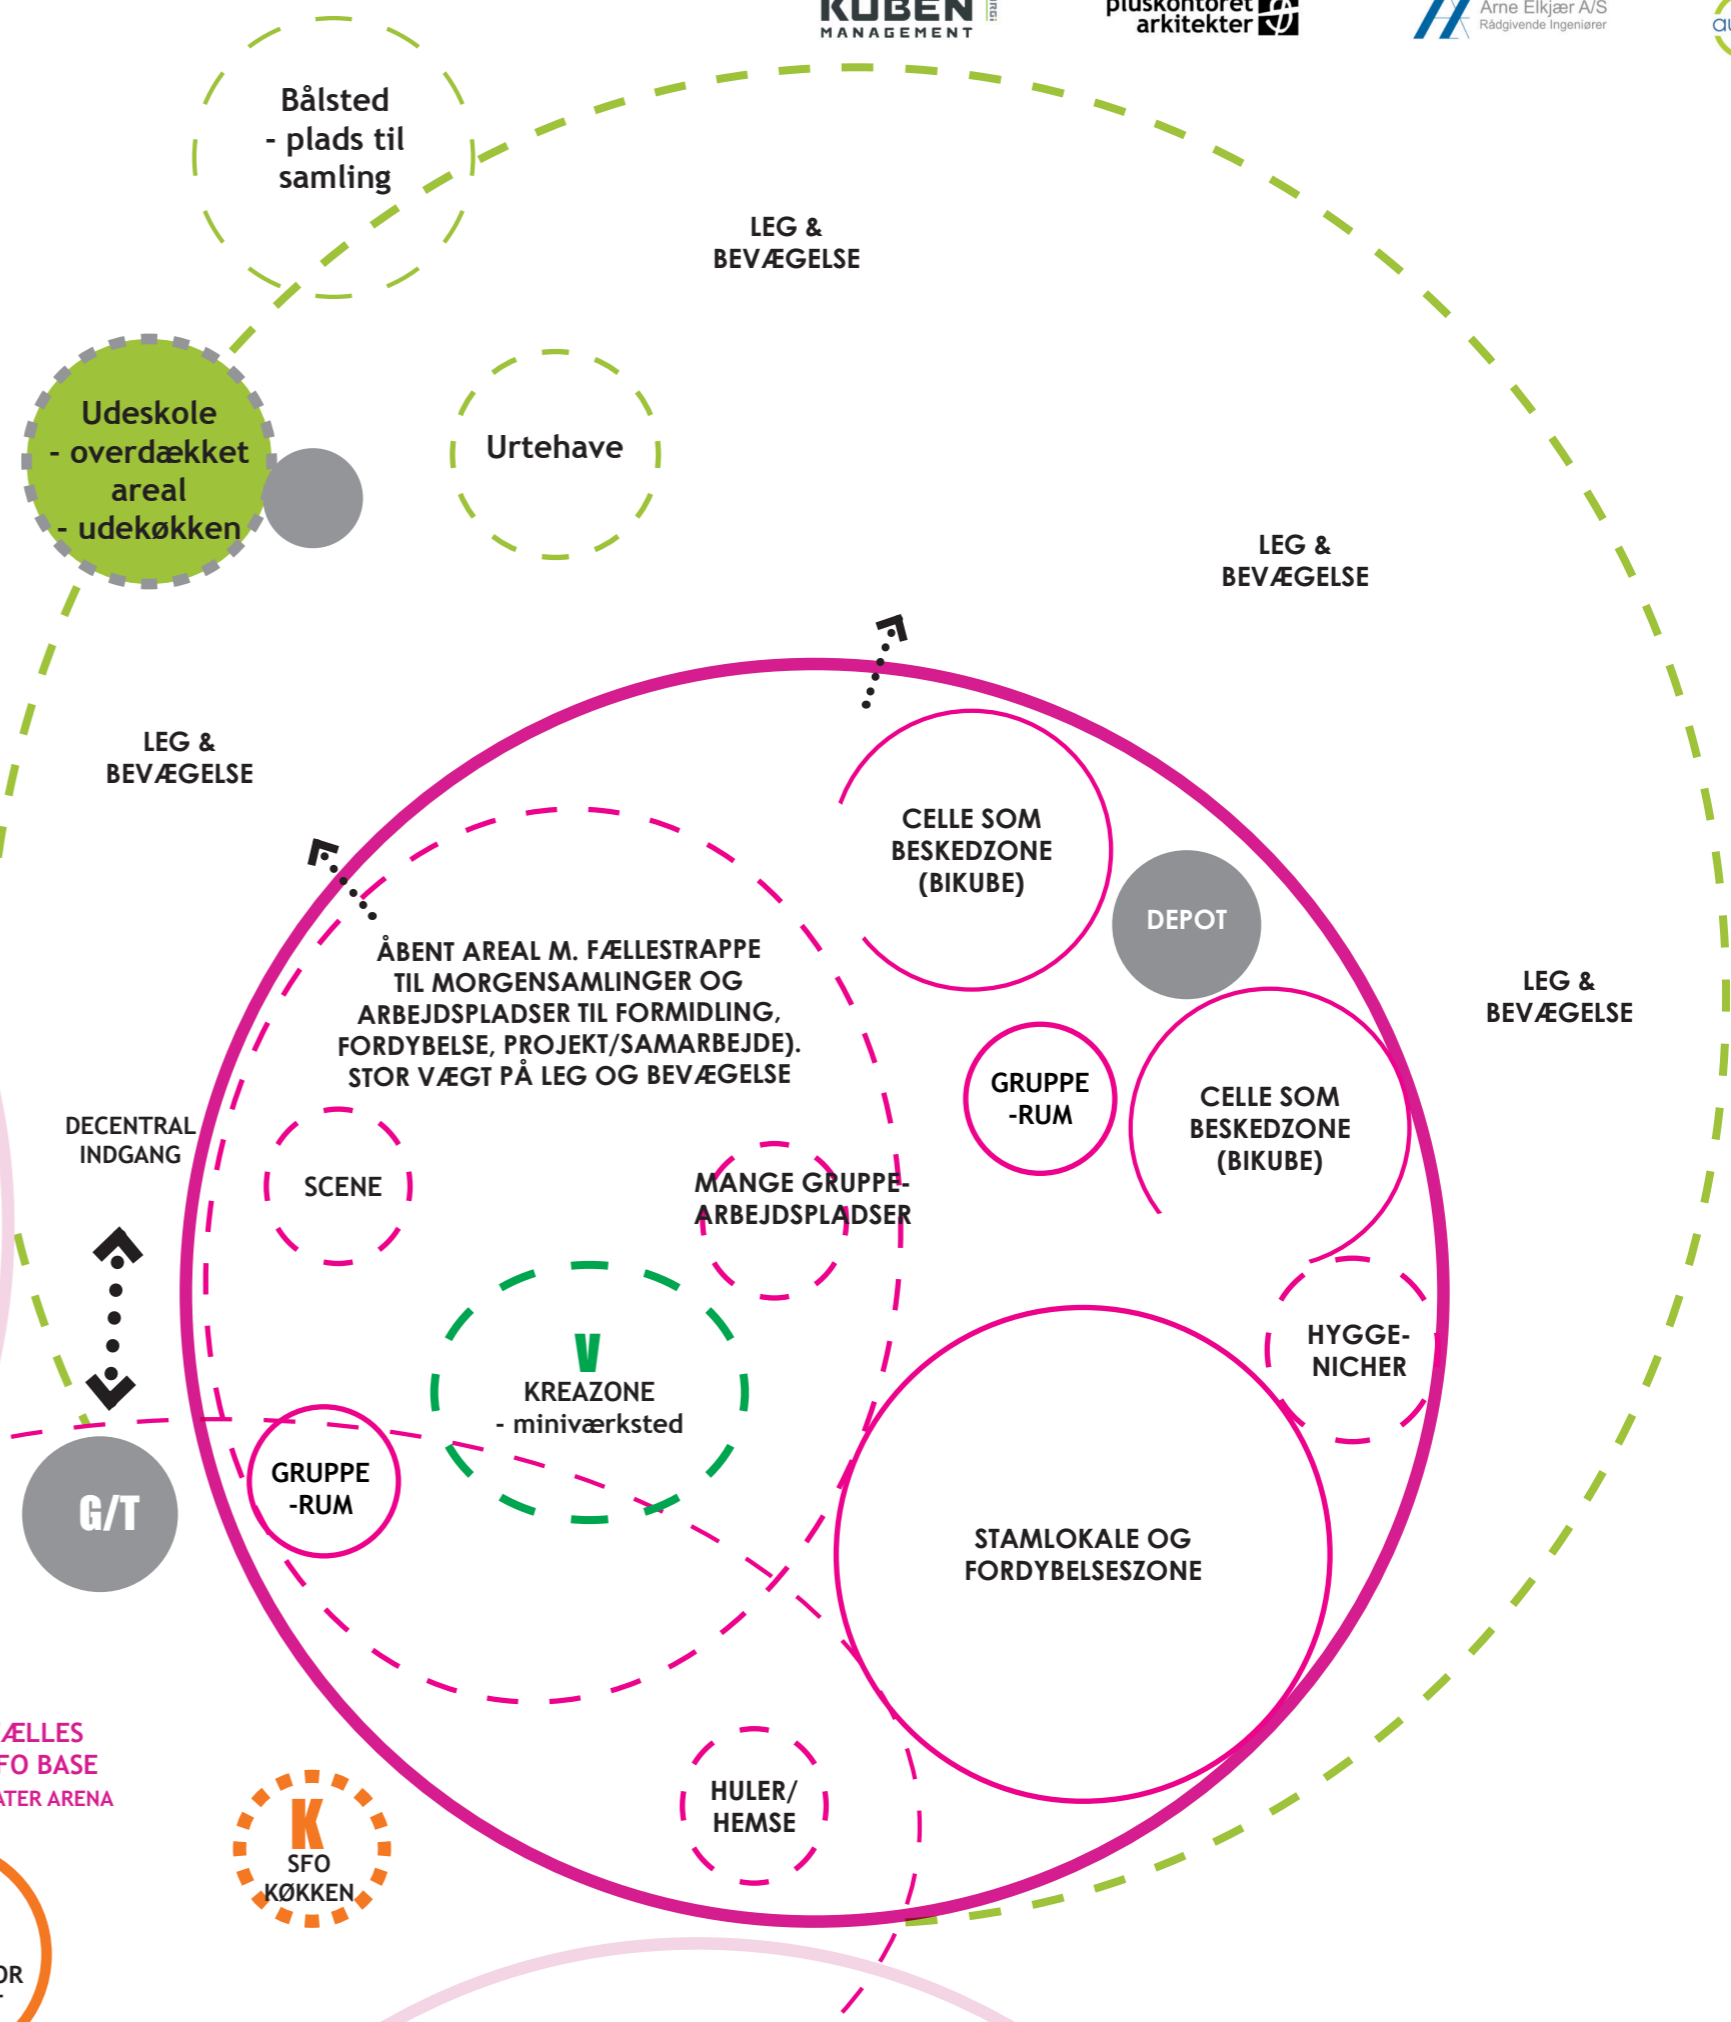 KUBEN
MANAGEMENT
pluskontoret
arkitekter
Arne Elkjær A/S
Rådgivende Ingeniører
Bålsted
- plads til
samling
LEG &
BEVÆGELSE
Udeskole
- overdækket
areal
- udekøkken
Urtehave
LEG &
BEVÆGELSE
LEG &
BEVÆGELSE
CELLE SOM
BESKEDZONE
(BIKUBE)
DEPOT
ÅBENT AREAL M. FÆLLESTRAPPE
TIL MORGENSAMLINGER OG
ARBEJDSPLADSER TIL FORMIDLING,
FORDYBELSE, PROJEKT/SAMARBEJDE).
STOR VÆGT PÅ LEG OG BEVÆGELSE
LEG &
BEVÆGELSE
GRUPPE
-RUM
CELLE SOM
BESKEDZONE
(BIKUBE)
DECENTRAL
INDGANG
SCENE
MANGE GRUPPE-
ARBEJDSPLADSER
V
KREAZONE
- miniværksted
HYGGE-
NICHER
GRUPPE
-RUM
G/T
STAMLOKALE OG
FORDYBELSESZONE
ÆLLES
FO BASE
ATER ARENA
K
SFO
KØKKEN
HULER/
HEMSE
OR